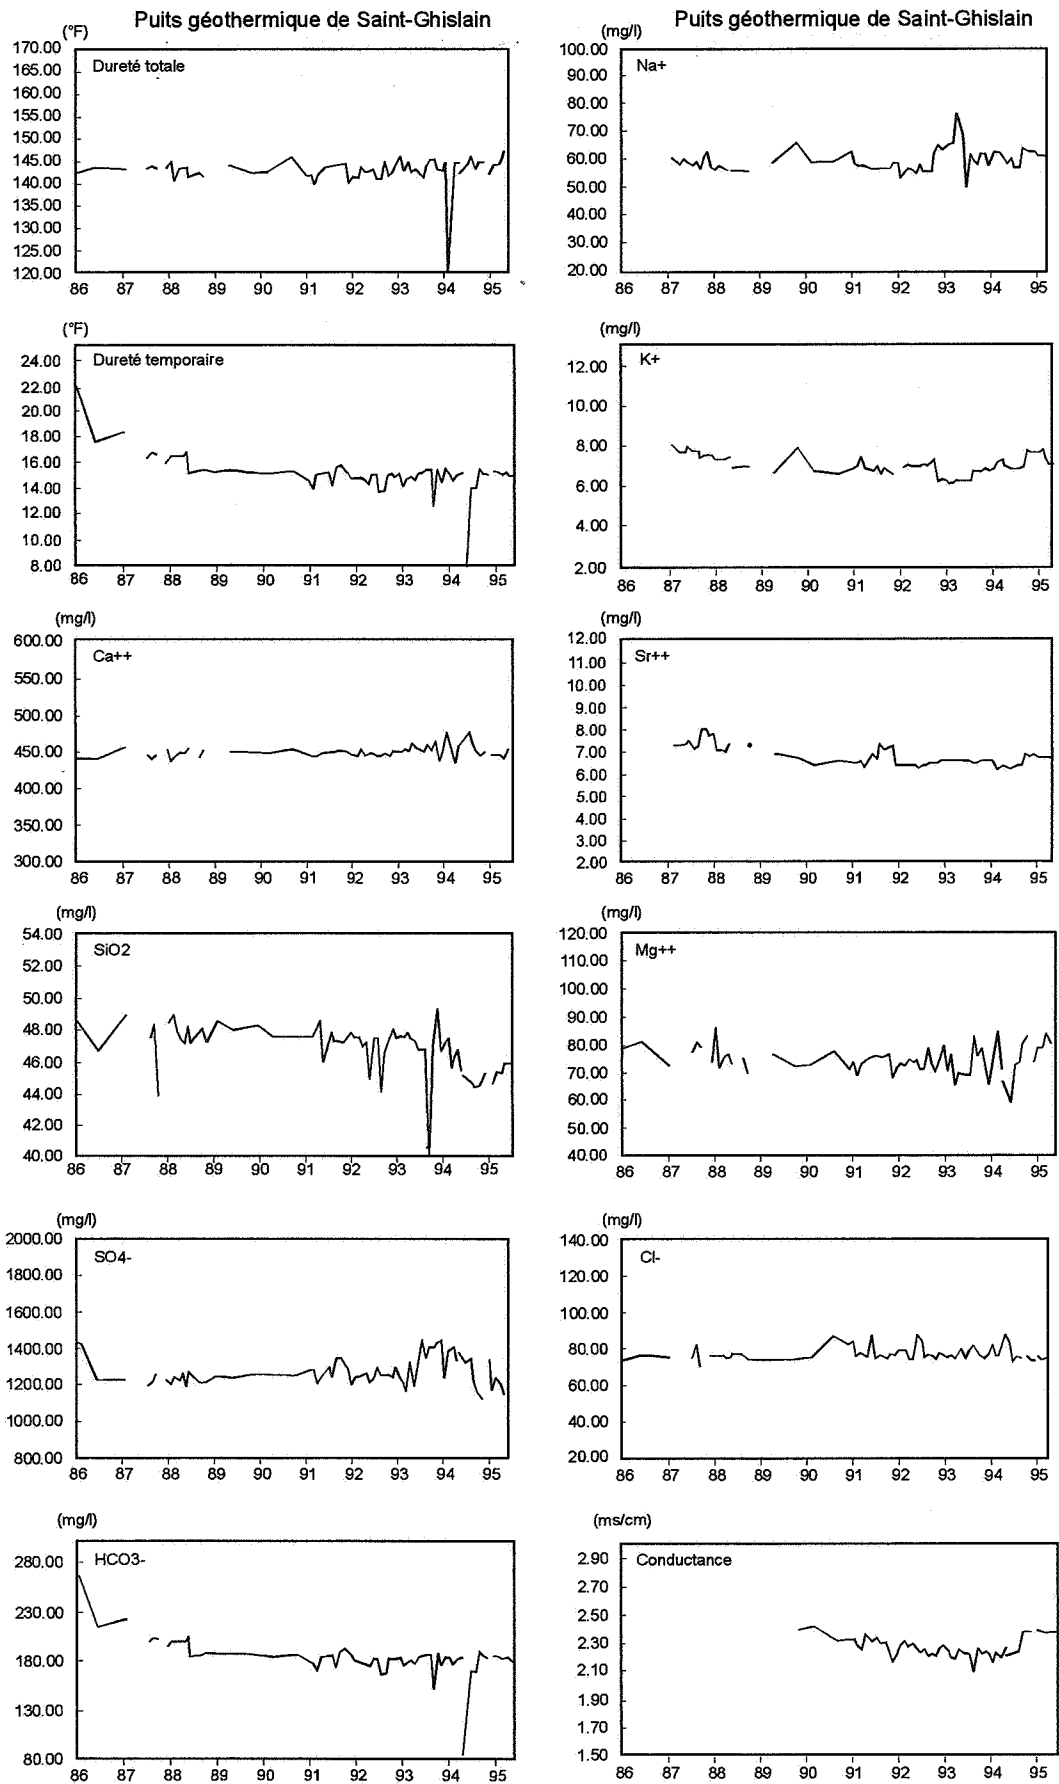 Puits géothermique de Saint-Ghislain
(°F)
170.00
165.00
160.00
155.00
150.00
145.00
140.00
135.00
130.00
125.00
120.00
Dureté totale
86 87 88 89 90 91 92 93 94 95
Puits géothermique de Saint-Ghislain
(mg/l)
100.00
90.00
80.00
70.00
60.00
50.00
40.00
30.00
20.00
Na+
86 87 88 89 90 91 92 93 94 95
(°F)
24.00
22.00
20.00
18.00
16.00
14.00
12.00
10.00
8.00
Dureté temporaire
86 87 88 89 90 91 92 93 94 95
(mg/l)
12.00
10.00
8.00
6.00
4.00
2.00
K+
86 87 88 89 90 91 92 93 94 95
(mg/l)
600.00
550.00
500.00
450.00
400.00
350.00
300.00
Ca++
86 87 88 89 90 91 92 93 94 95
(mg/l)
12.00
11.00
10.00
9.00
8.00
7.00
6.00
5.00
4.00
3.00
2.00
Sr++
86 87 88 89 90 91 92 93 94 95
(mg/l)
54.00
52.00
50.00
48.00
46.00
44.00
42.00
40.00
SiO2
86 87 88 89 90 91 92 93 94 95
(mg/l)
120.00
110.00
100.00
90.00
80.00
70.00
60.00
50.00
40.00
Mg++
86 87 88 89 90 91 92 93 94 95
(mg/l)
2000.00
1800.00
1600.00
1400.00
1200.00
1000.00
800.00
SO4-
86 87 88 89 90 91 92 93 94 95
(mg/l)
140.00
120.00
100.00
80.00
60.00
40.00
20.00
Cl-
86 87 88 89 90 91 92 93 94 95
(mg/l)
280.00
230.00
180.00
130.00
80.00
HCO3-
86 87 88 89 90 91 92 93 94 95
(ms/cm)
2.90
2.70
2.50
2.30
2.10
1.90
1.70
1.50
Conductance
86 87 88 89 90 91 92 93 94 95